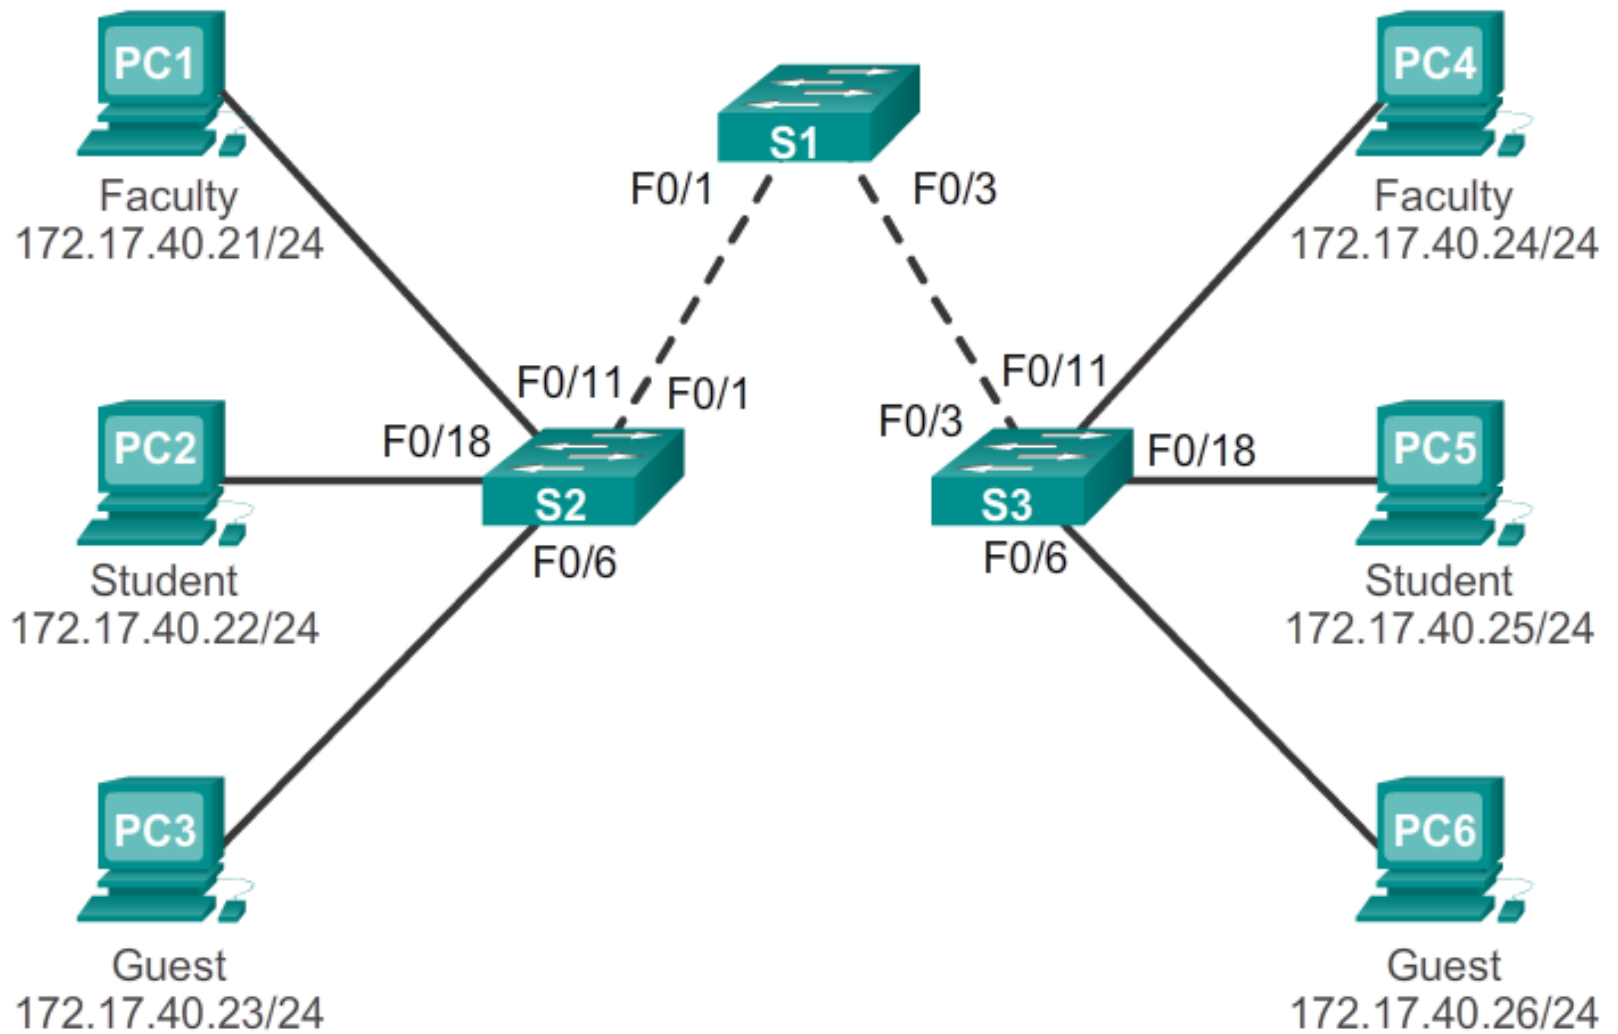 PC1
Faculty
172.17.40.21/24
S1
F0/1
F0/3
PC4
Faculty
172.17.40.24/24
F0/11
F0/1
F0/18
S2
F0/6
F0/11
F0/3
F0/18
S3
F0/6
PC2
Student
172.17.40.22/24
PC5
Student
172.17.40.25/24
PC3
Guest
172.17.40.23/24
PC6
Guest
172.17.40.26/24